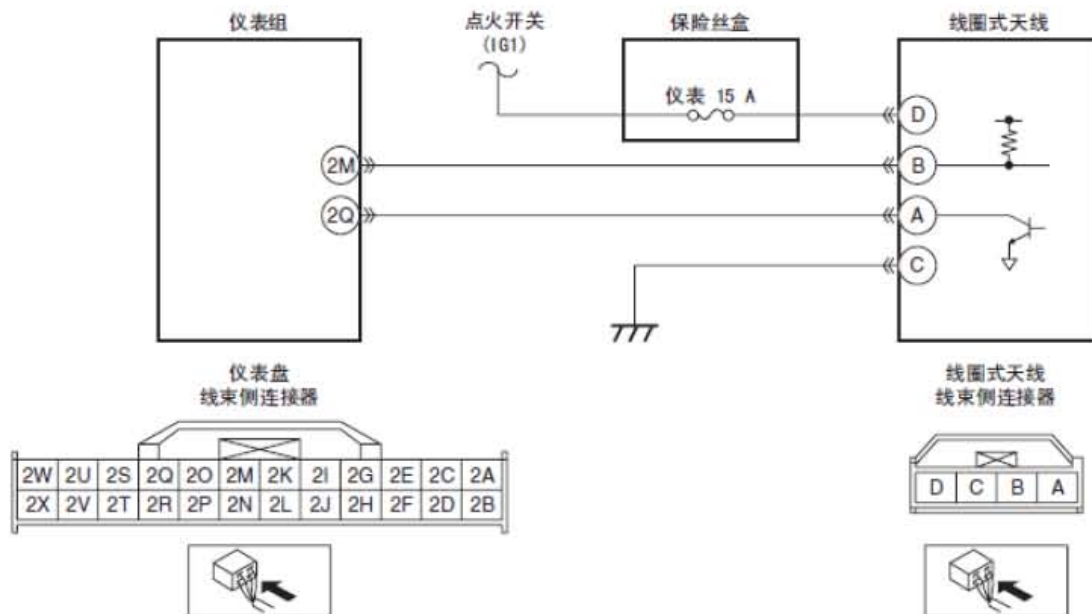 仪表组
点火开关
(IG1)
保险丝盒
线圈式天线
仪表 15 A
D
2M
B
2Q
A
C
仪表盘
线束侧连接器
线圈式天线
线束侧连接器
2W 2U 2S 2Q 2O 2M 2K 2I 2G 2E 2C 2A
2X 2V 2T 2R 2P 2N 2L 2J 2H 2F 2D 2B
D C B A